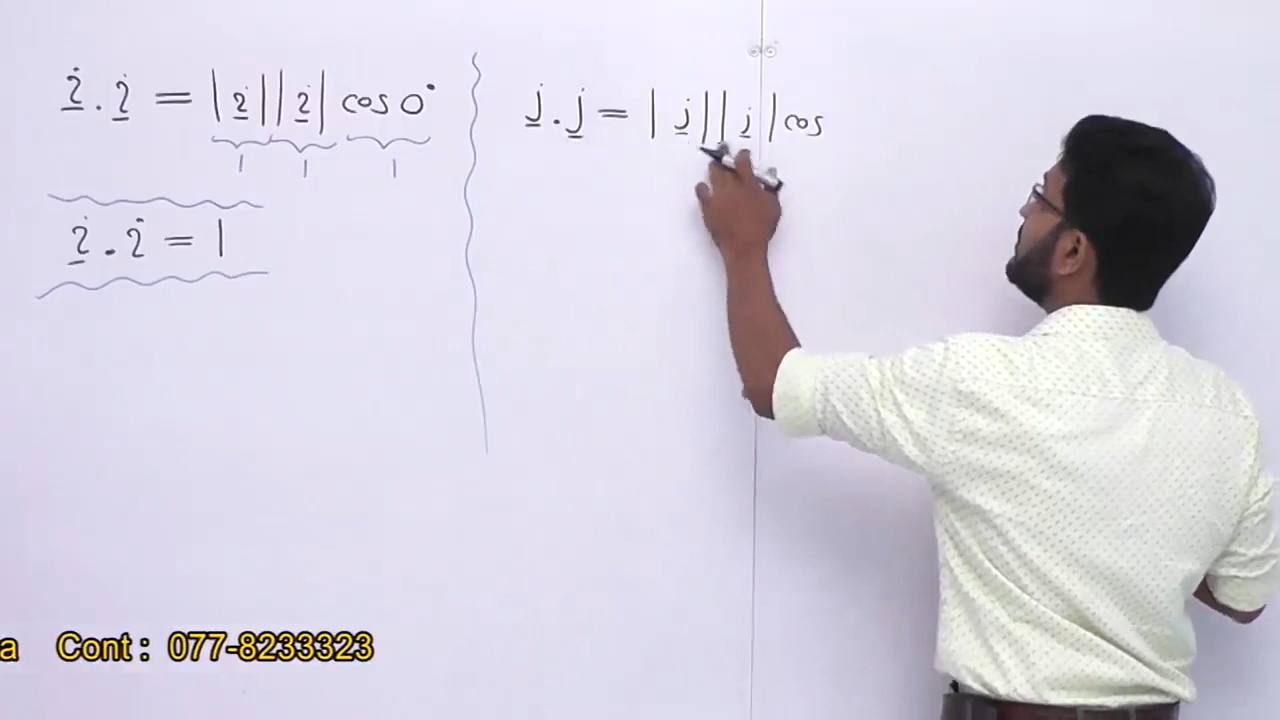 i . i = |i| |i| cos 0°
1 1 1
i . i = 1
j . j = |j| |j| cos
a Cont : 077-8233323